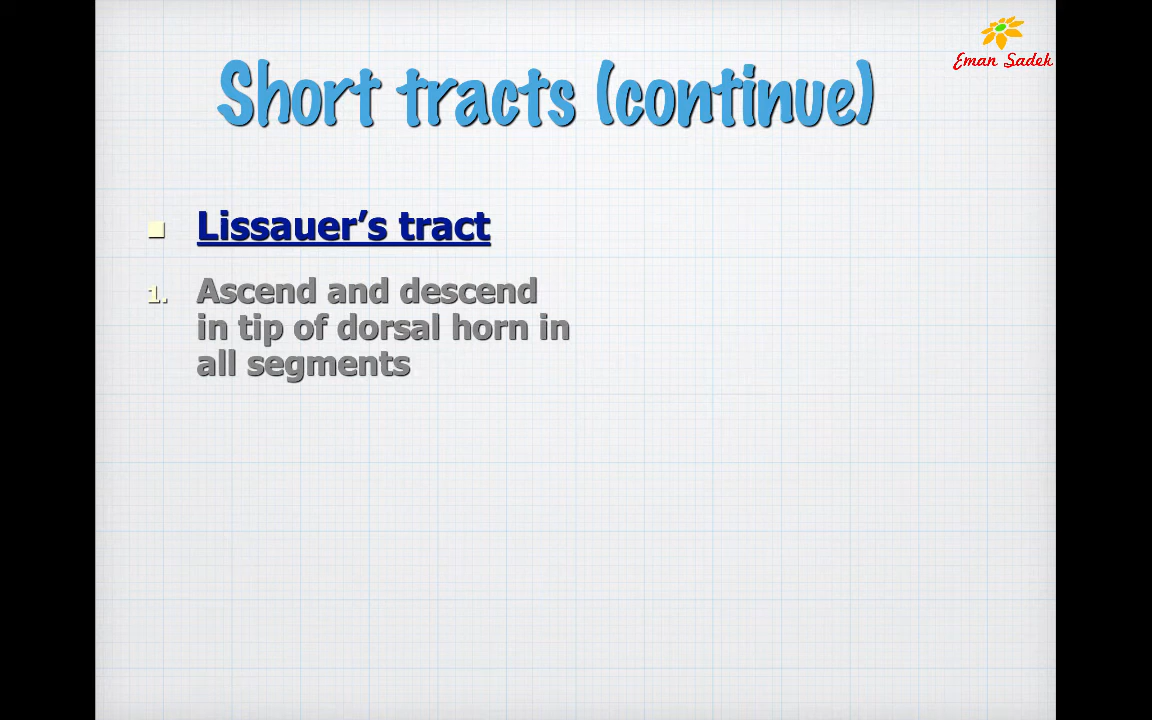 Eman Sadek
Short tracts (continue)
Lissauer’s tract
1. Ascend and descend
in tip of dorsal horn in
all segments